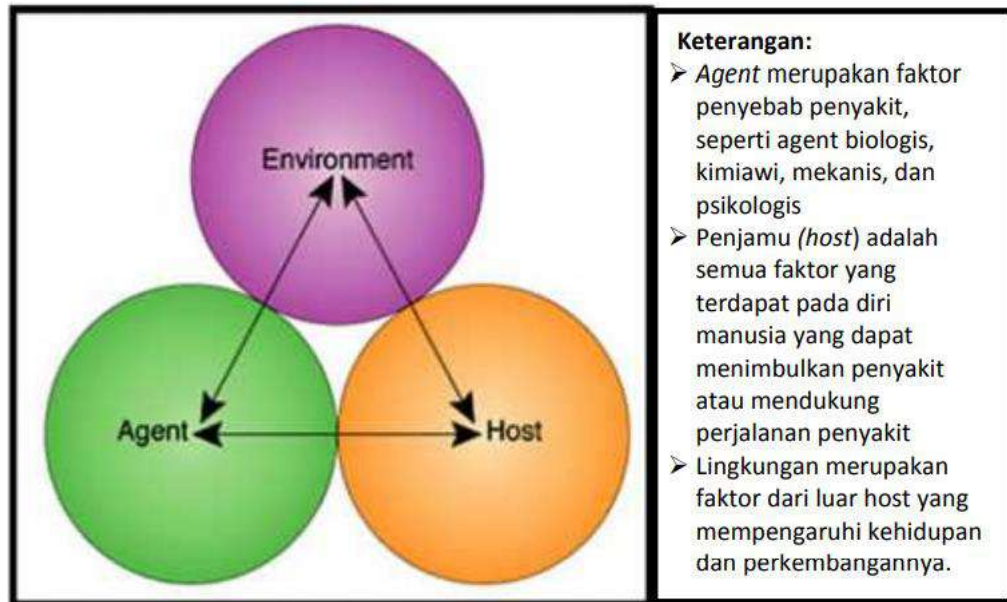 Environment
Agent
Host
Keterangan:
➢ Agent merupakan faktor
penyebab penyakit,
seperti agent biologis,
kimiawi, mekanis, dan
psikologis
➢ Penjamu (host) adalah
semua faktor yang
terdapat pada diri
manusia yang dapat
menimbulkan penyakit
atau mendukung
perjalanan penyakit
➢ Lingkungan merupakan
faktor dari luar host yang
mempengaruhi kehidupan
dan perkembangannya.